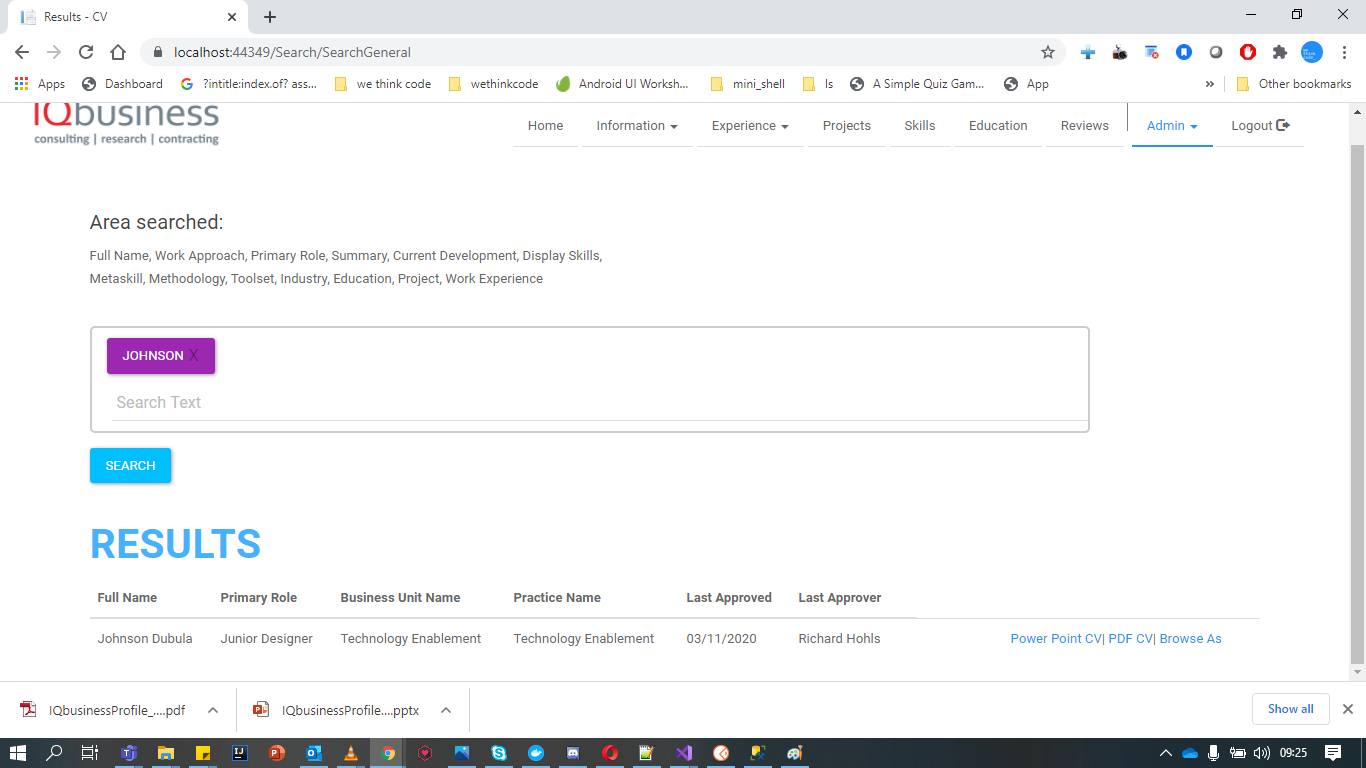 Results - CV
localhost:44349/Search/SearchGeneral
Apps Dashboard ?intitle:index.of? ass... we think code wethinkcode Android UI Worksh... mini_shell ls A Simple Quiz Gam... App » Other bookmarks
IQbusiness
consulting | research | contracting
Home Information Experience Projects Skills Education Reviews Admin Logout
Area searched:
Full Name, Work Approach, Primary Role, Summary, Current Development, Display Skills,
Metaskill, Methodology, Toolset, Industry, Education, Project, Work Experience
JOHNSON X
Search Text
SEARCH
RESULTS
Full Name Primary Role Business Unit Name Practice Name Last Approved Last Approver
Johnson Dubula Junior Designer Technology Enablement Technology Enablement 03/11/2020 Richard Hohls Power Point CV| PDF CV| Browse As
IQbusinessProfile_....pdf IQbusinessProfile....pptx Show all
09:25